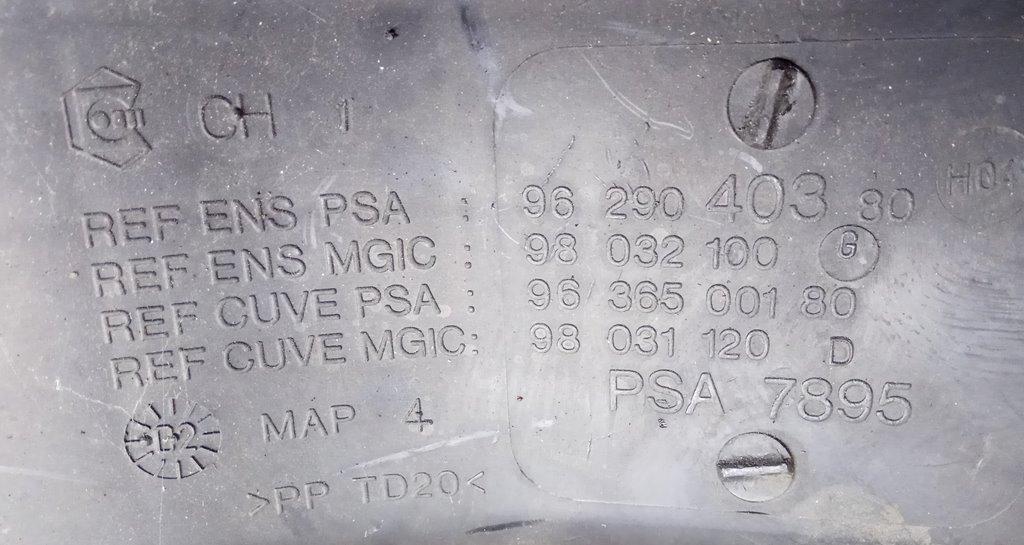 CH 1
REF ENS PSA : 96 290 403 80
H04
REF ENS MGIC : 98 032 100 G
REF CUVE PSA : 96 365 001 80
REF CUVE MGIC: 98 031 120 D
PSA 7895
MAP 4
>PP TD20<